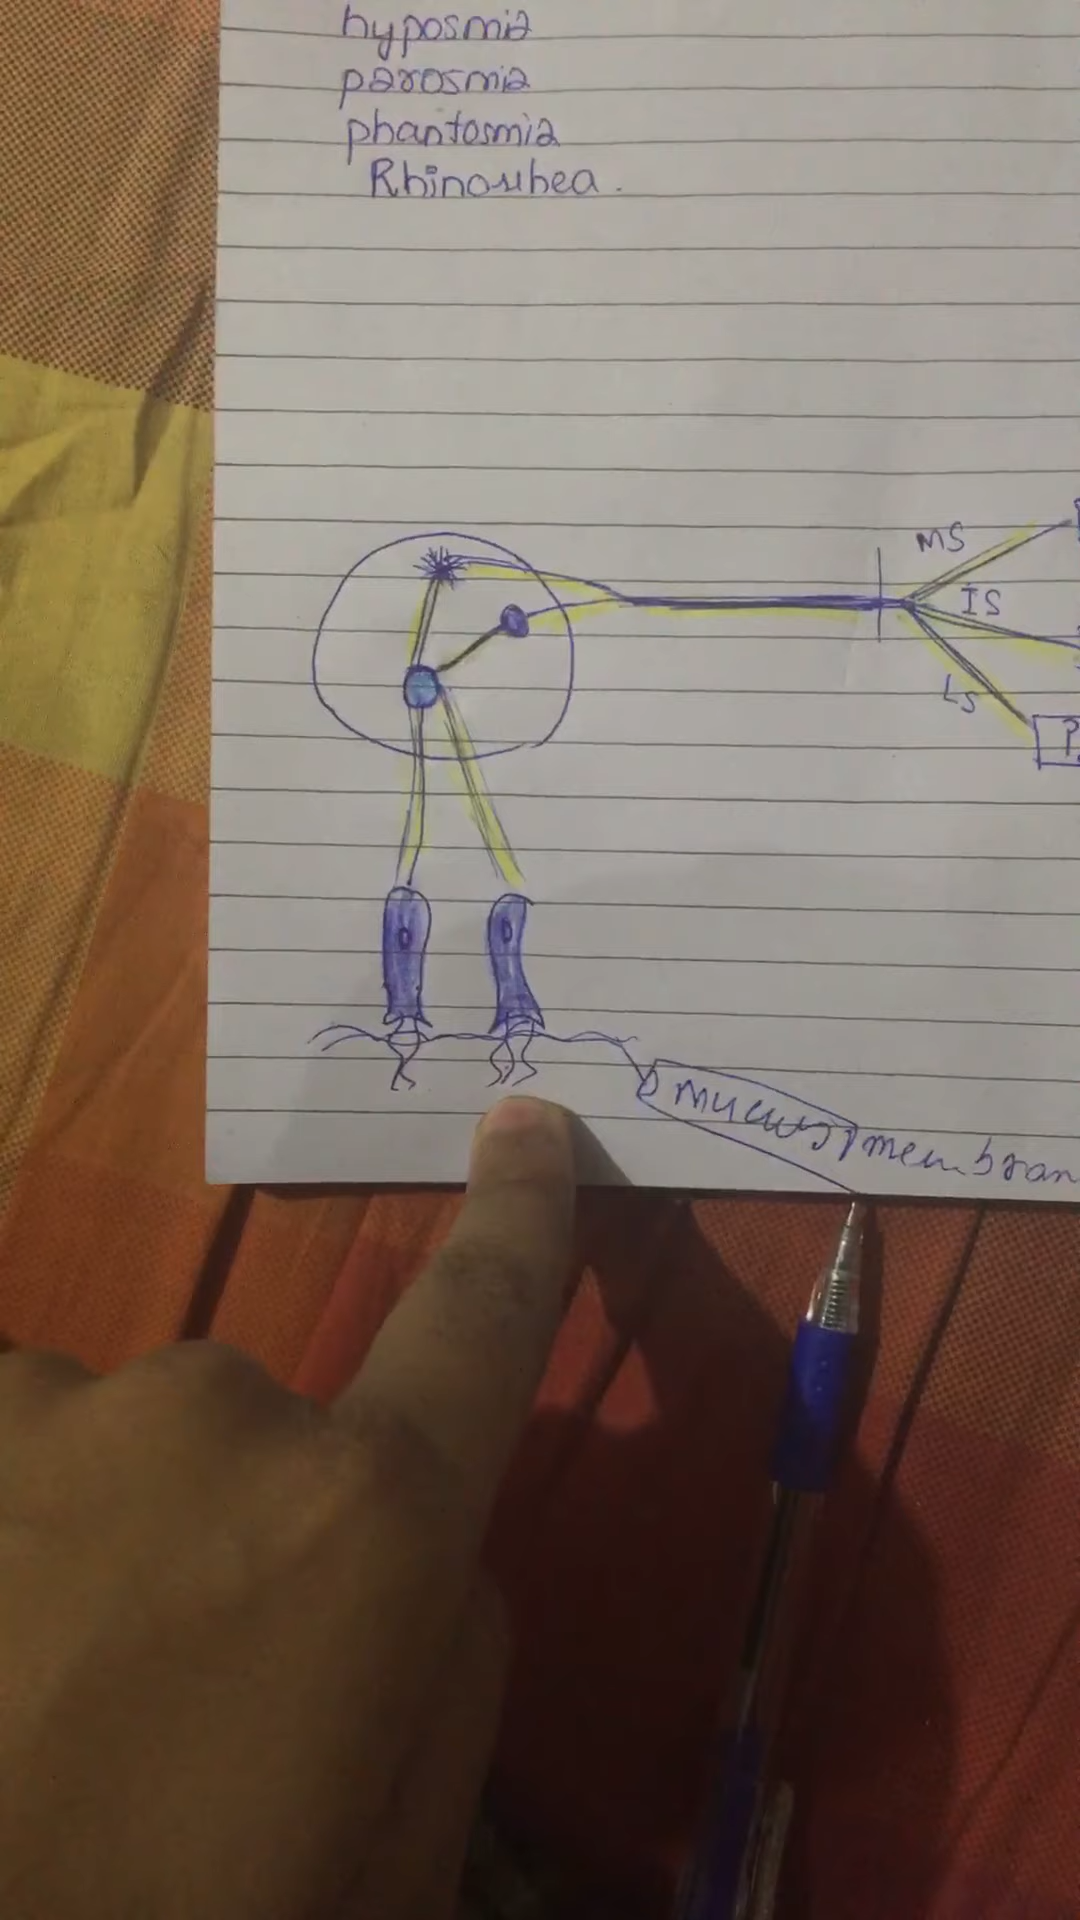 hyposmia
parosmia
phantosmia
Rhinorrhea.
MS
IS
LS
P
mucus membran